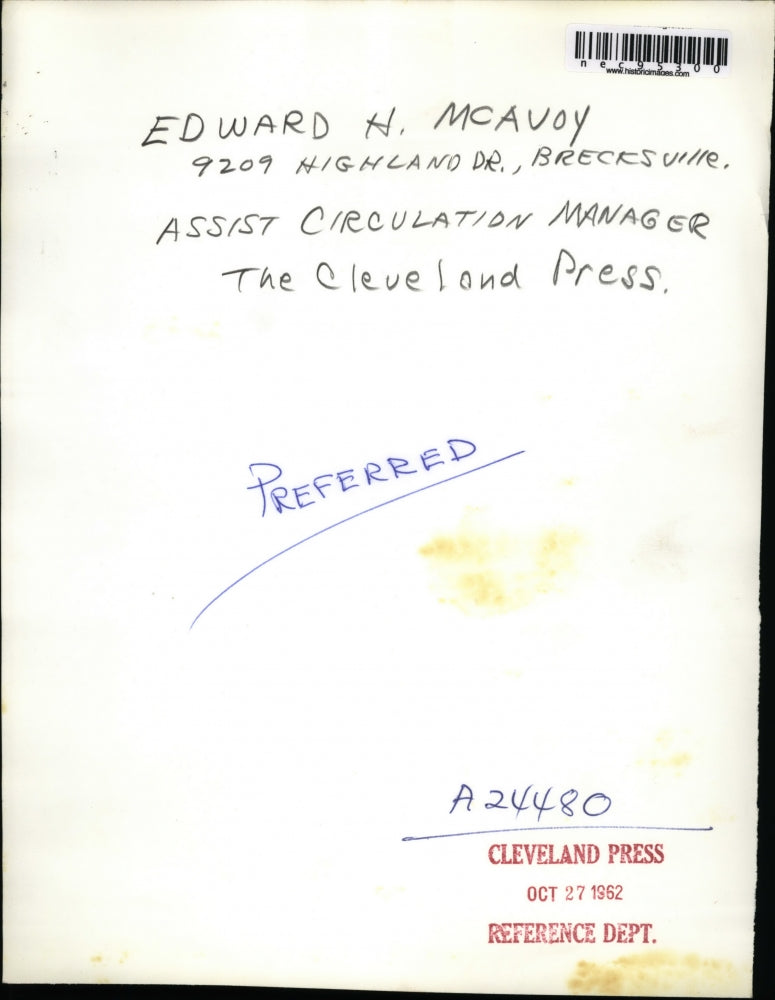 nec95300
www.historicimages.com
EDWARD H. MCAVOY
9209 HIGHLAND DR., BRECKSVIlle.
ASSIST CIRCULATION MANAGER
The Cleveland Press.
PREFERRED
A24480
CLEVELAND PRESS
OCT 27 1962
REFERENCE DEPT.